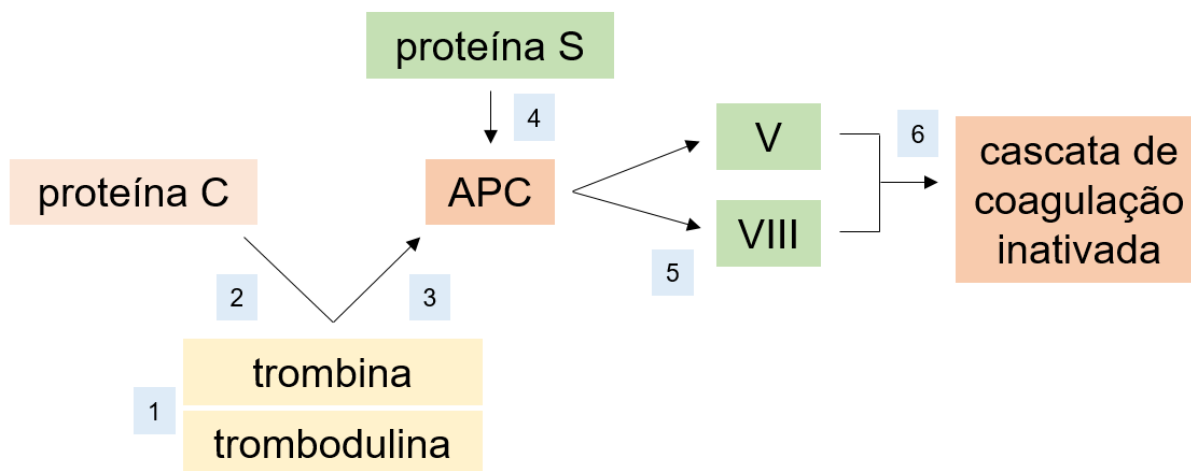 proteína S
4
V
6
cascata de
coagulação
inativada
proteína C
APC
VIII
2
3
5
1
trombina
trombodulina